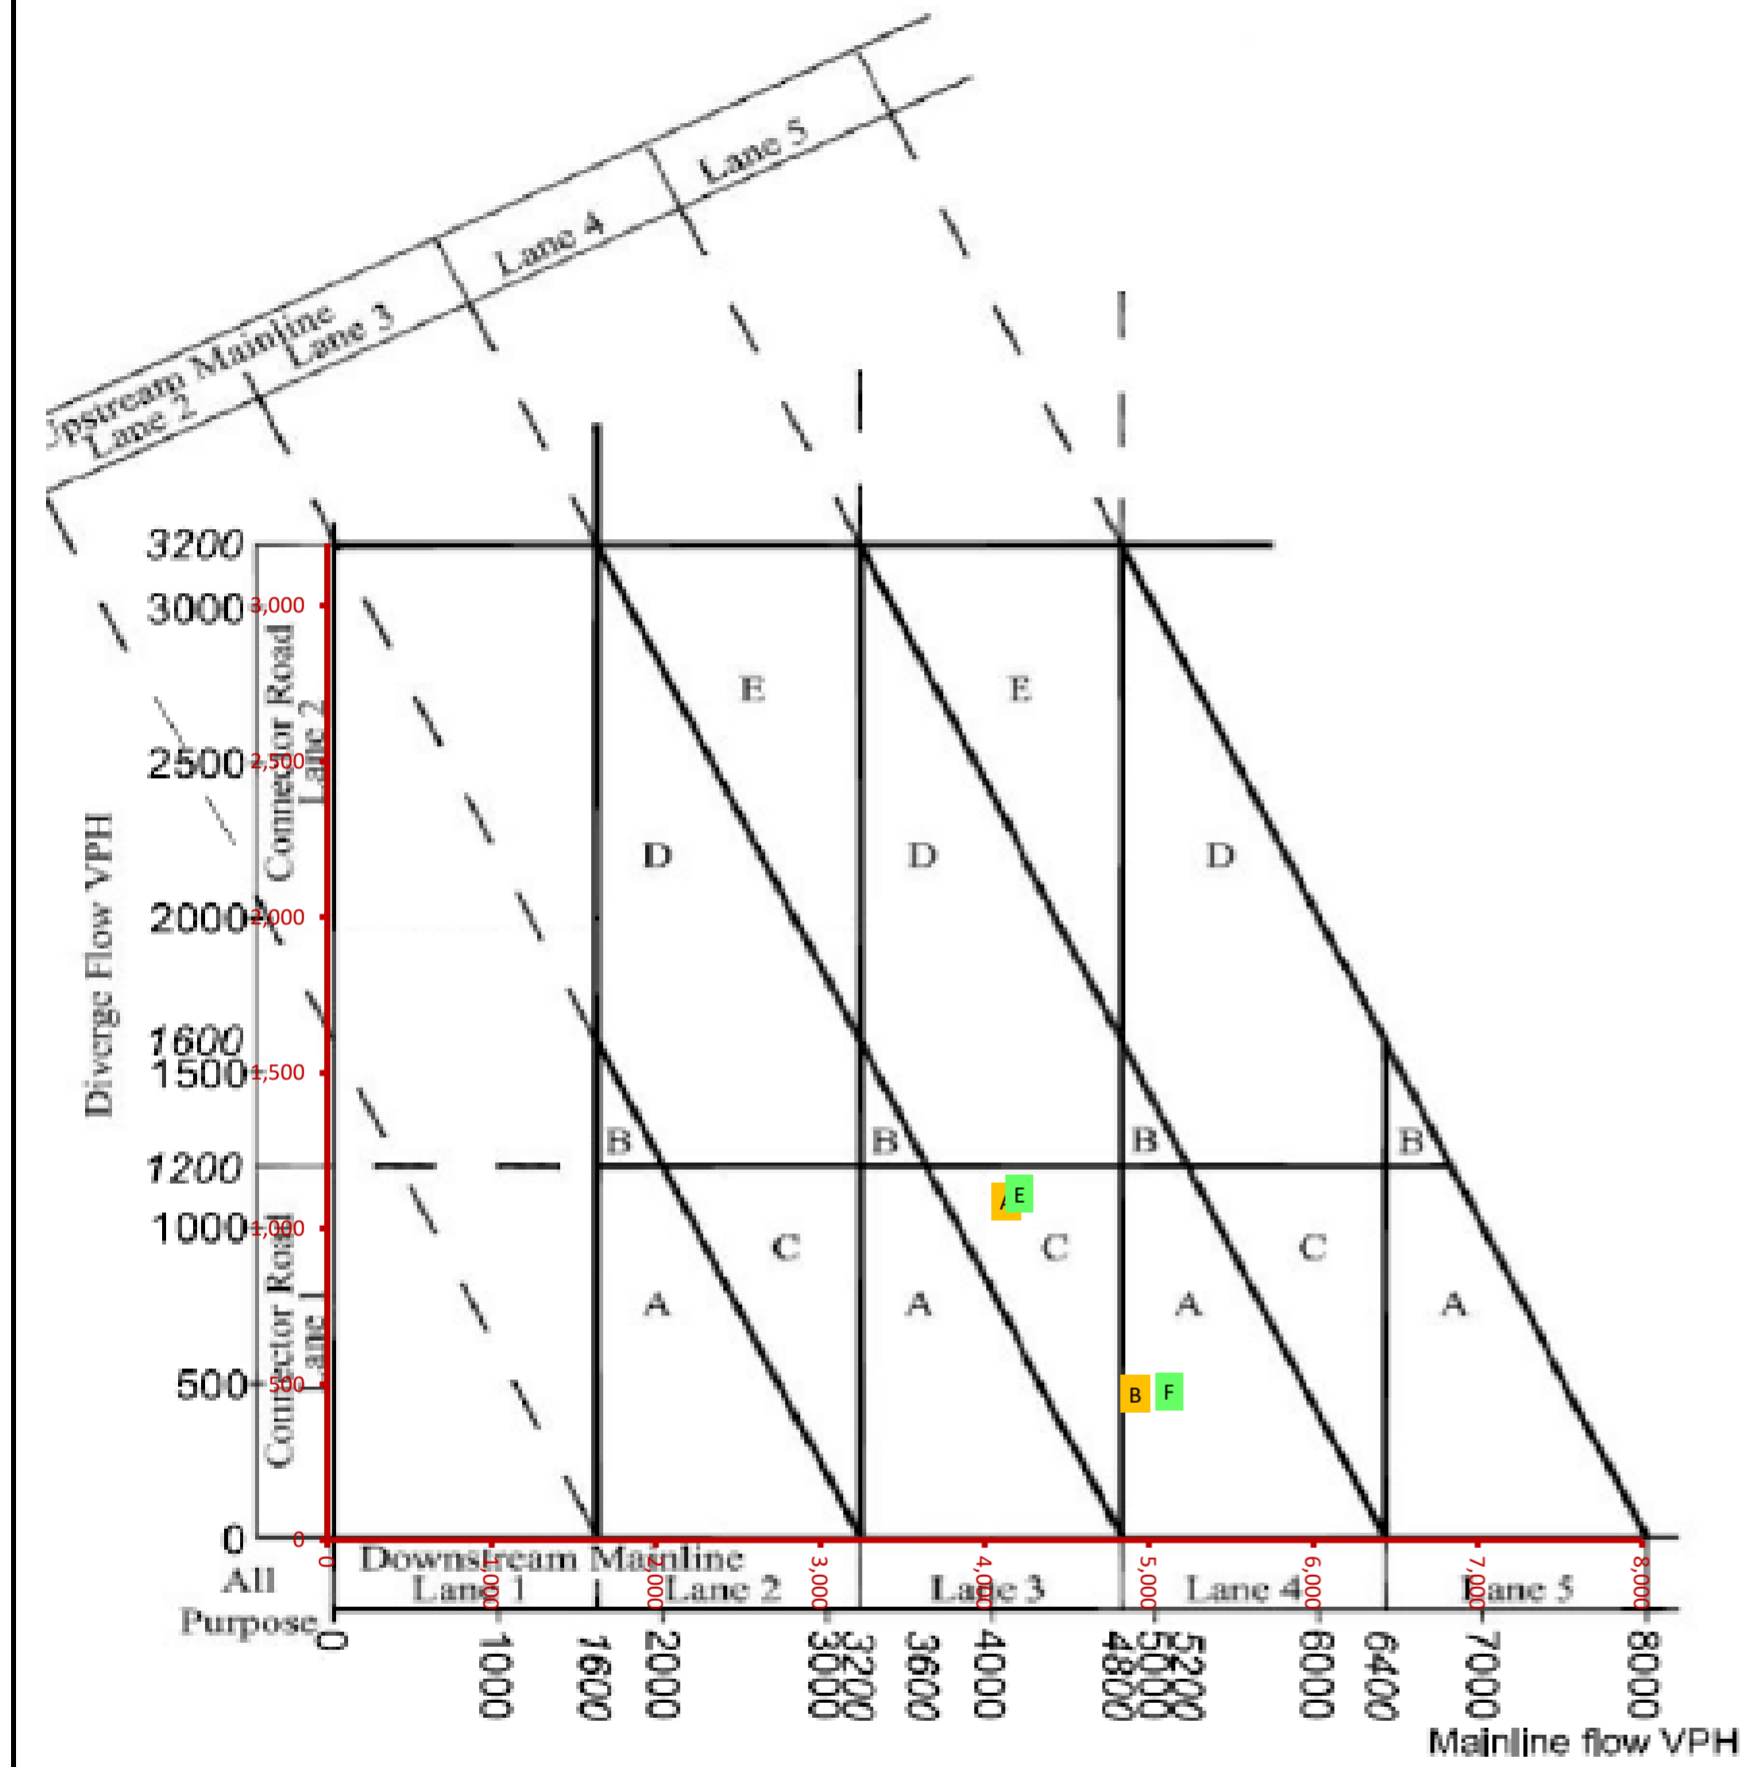 Lane 5
Lane 4
Upstream Mainline
Lane 3
Lane 2
3200
3000
3,000
2500
2,500
2000
2,000
1600
1500
1,500
1200
1000
1,000
500
500
0
0
Diverge Flow VPH
Connector Road
Lane 2
Connector Road
Lane 1
E
E
D
D
D
B
B
B
B
A
E
C
C
C
A
A
A
A
B
F
0
1,000
2,000
3,000
4,000
5,000
6,000
7,000
8,000
All
Purpose
Downstream Mainline
Lane 1
Lane 2
Lane 3
Lane 4
Lane 5
0
1000
1600
2000
3000
3200
3600
4000
4800
5000
5200
6000
6400
7000
8000
Mainline flow VPH